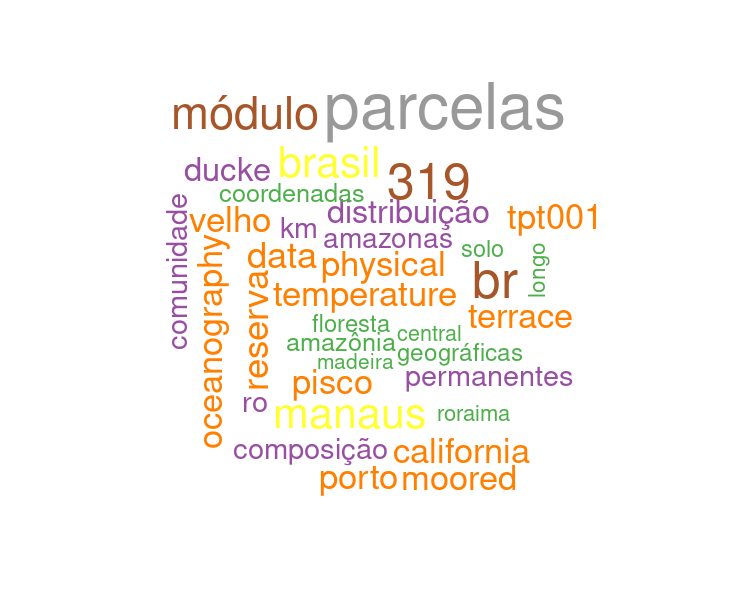 módulo parcelas
ducke brasil 319
coordenadas
velho km distribuição tpt001
comunidade
amazonas
oceanography
data physical solo longo
reserva
temperature br
terrace
floresta
amazônia central
madeira geográficas
pisco permanentes
ro manaus roraima
composição california
porto moored